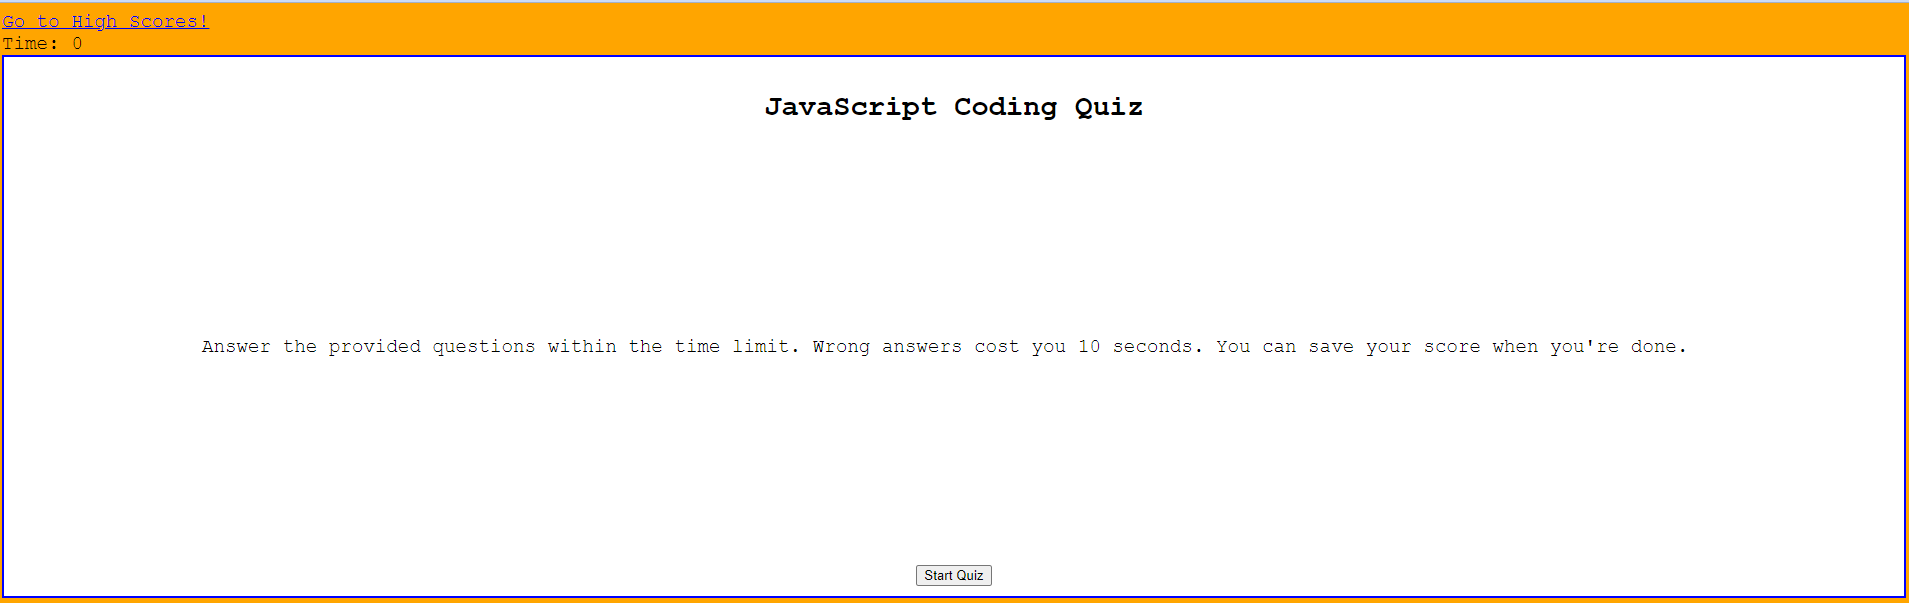 Go to High Scores!
Time: 0
JavaScript Coding Quiz
Answer the provided questions within the time limit. Wrong answers cost you 10 seconds. You can save your score when you're done.
Start Quiz